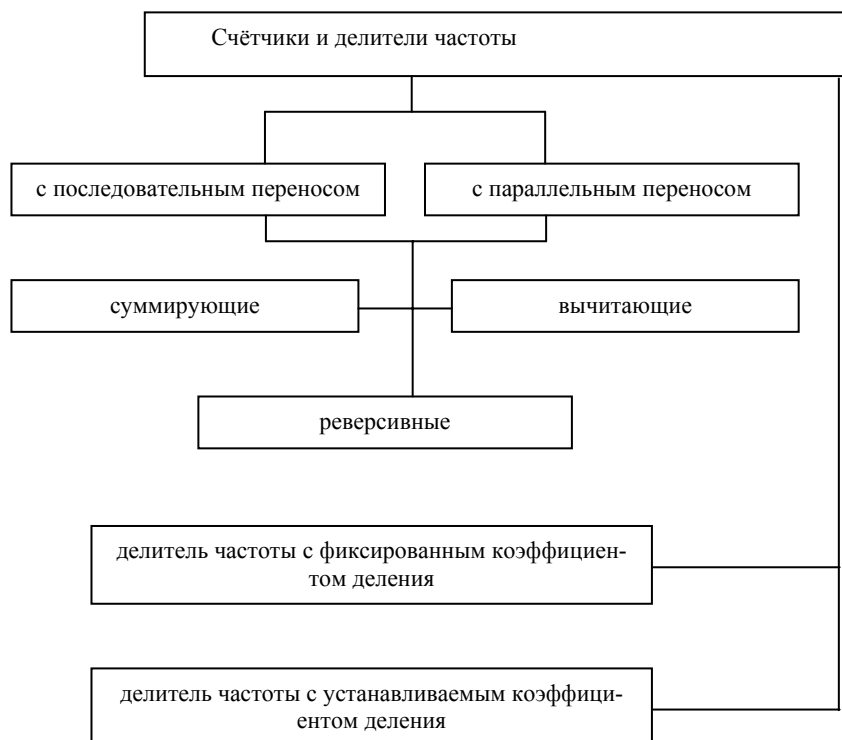 Счётчики и делители частоты
с последовательным переносом
с параллельным переносом
суммирующие
вычитающие
реверсивные
делитель частоты с фиксированным коэффициен-
том деления
делитель частоты с устанавливаемым коэффици-
ентом деления